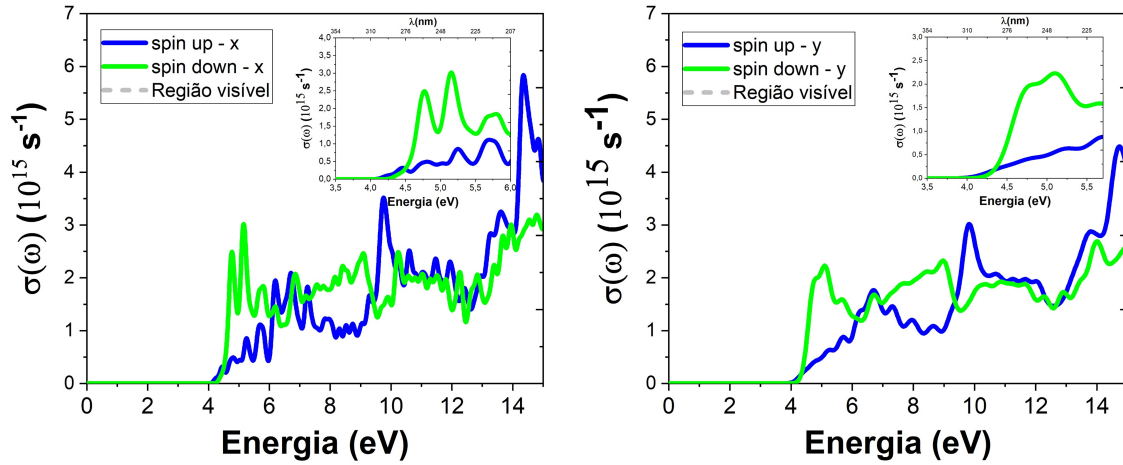 λ(nm)
354 310 276 248 225 207
spin up - x
spin down - x
Região visível
σ(ω) (10¹⁵ s⁻¹)
4,0
3,5
3,0
2,5
2,0
1,5
1,0
0,5
0,0
3,5 4,0 4,5 5,0 5,5 6,0
Energia (eV)
σ(ω) (10¹⁵ s⁻¹)
7
6
5
4
3
2
1
0
0 2 4 6 8 10 12 14
Energia (eV)
λ(nm)
354 310 276 248 225
spin up - y
spin down - y
Região visível
σ(ω) (10¹⁵ s⁻¹)
3,0
2,5
2,0
1,5
1,0
0,5
0,0
3,5 4,0 4,5 5,0 5,5
Energia (eV)
σ(ω) (10¹⁵ s⁻¹)
7
6
5
4
3
2
1
0
0 2 4 6 8 10 12 14
Energia (eV)